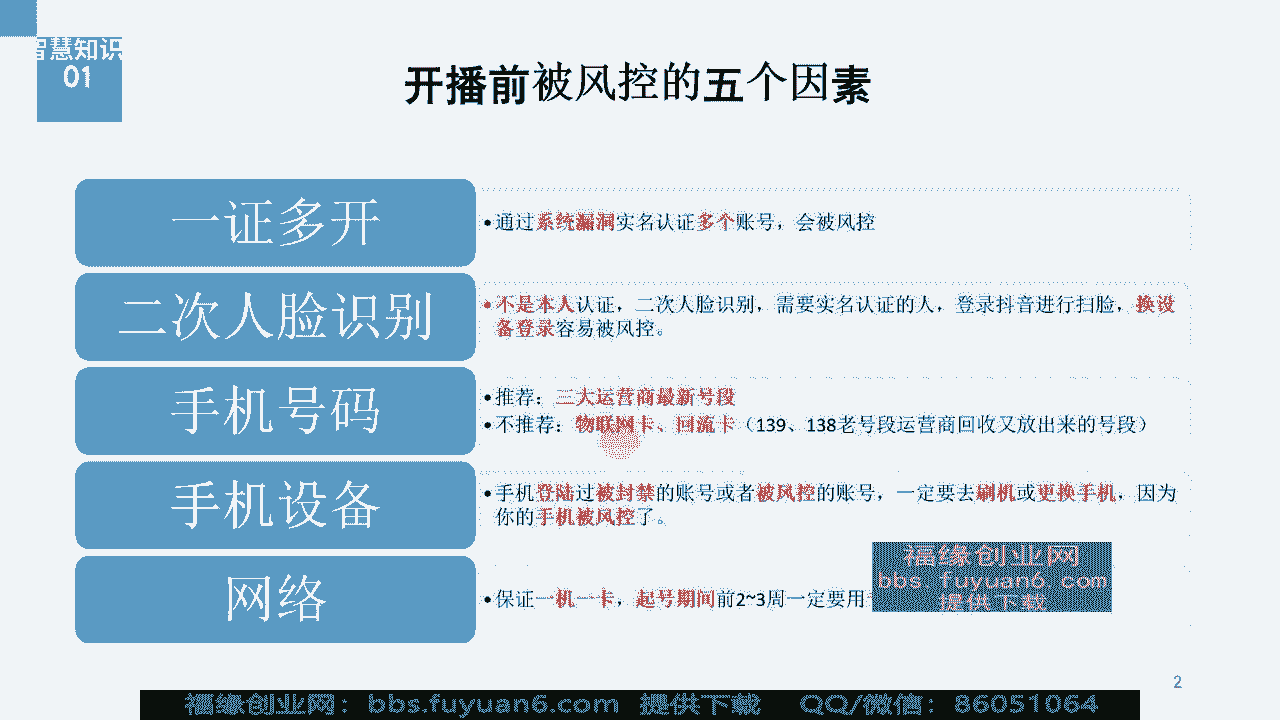 智慧知识
01
开播前被风控的五个因素
一证多开
•通过系统漏洞实名认证多个账号，会被风控
二次人脸识别
•不是本人认证，二次人脸识别，需要实名认证的人，登录抖音进行扫脸，换设
备登录容易被风控。
手机号码
•推荐：三大运营商最新号段
•不推荐：物联网卡、回流卡（139、138老号段运营商回收又放出来的号段）
手机设备
•手机登陆过被封禁的账号或者被风控的账号，一定要去刷机或更换手机，因为
你的手机被风控了。
网络
•保证一机一卡，起号期间前2~3周一定要用
福缘创业网
bbs.fuyuan6.com
提供下载
2
福缘创业网：bbs.fuyuan6.com 提供下载 QQ/微信：86051064